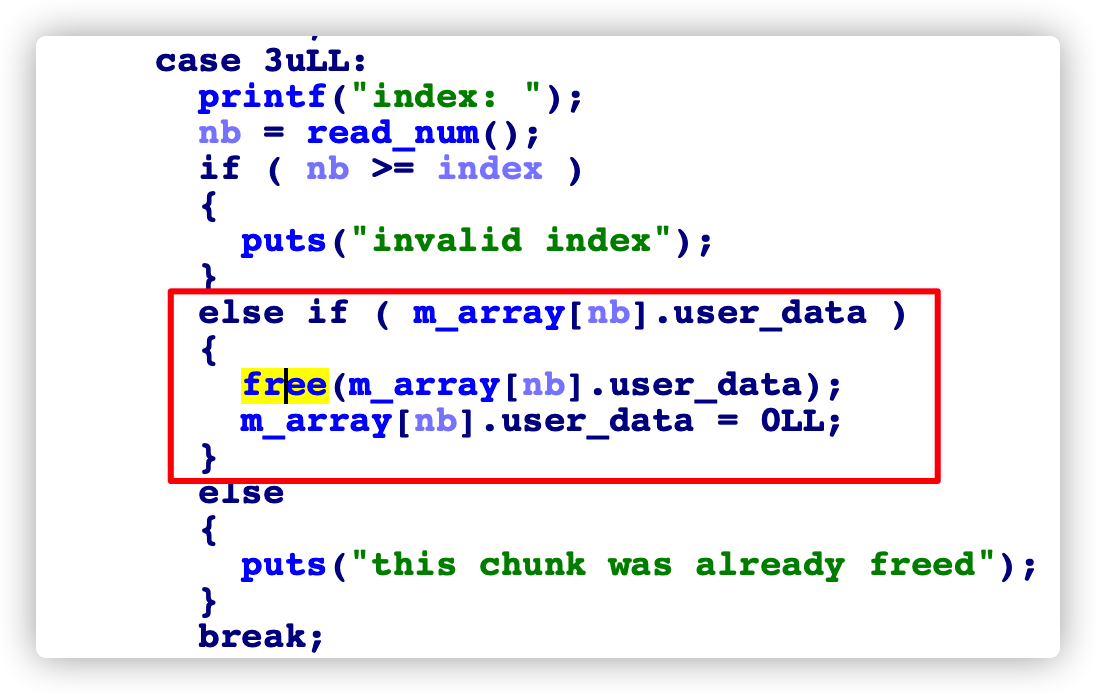 case 3uLL:
printf("index: ");
nb = read_num();
if ( nb >= index )
{
puts("invalid index");
}
else if ( m_array[nb].user_data )
{
free(m_array[nb].user_data);
m_array[nb].user_data = 0LL;
}
else
{
puts("this chunk was already freed");
}
break;